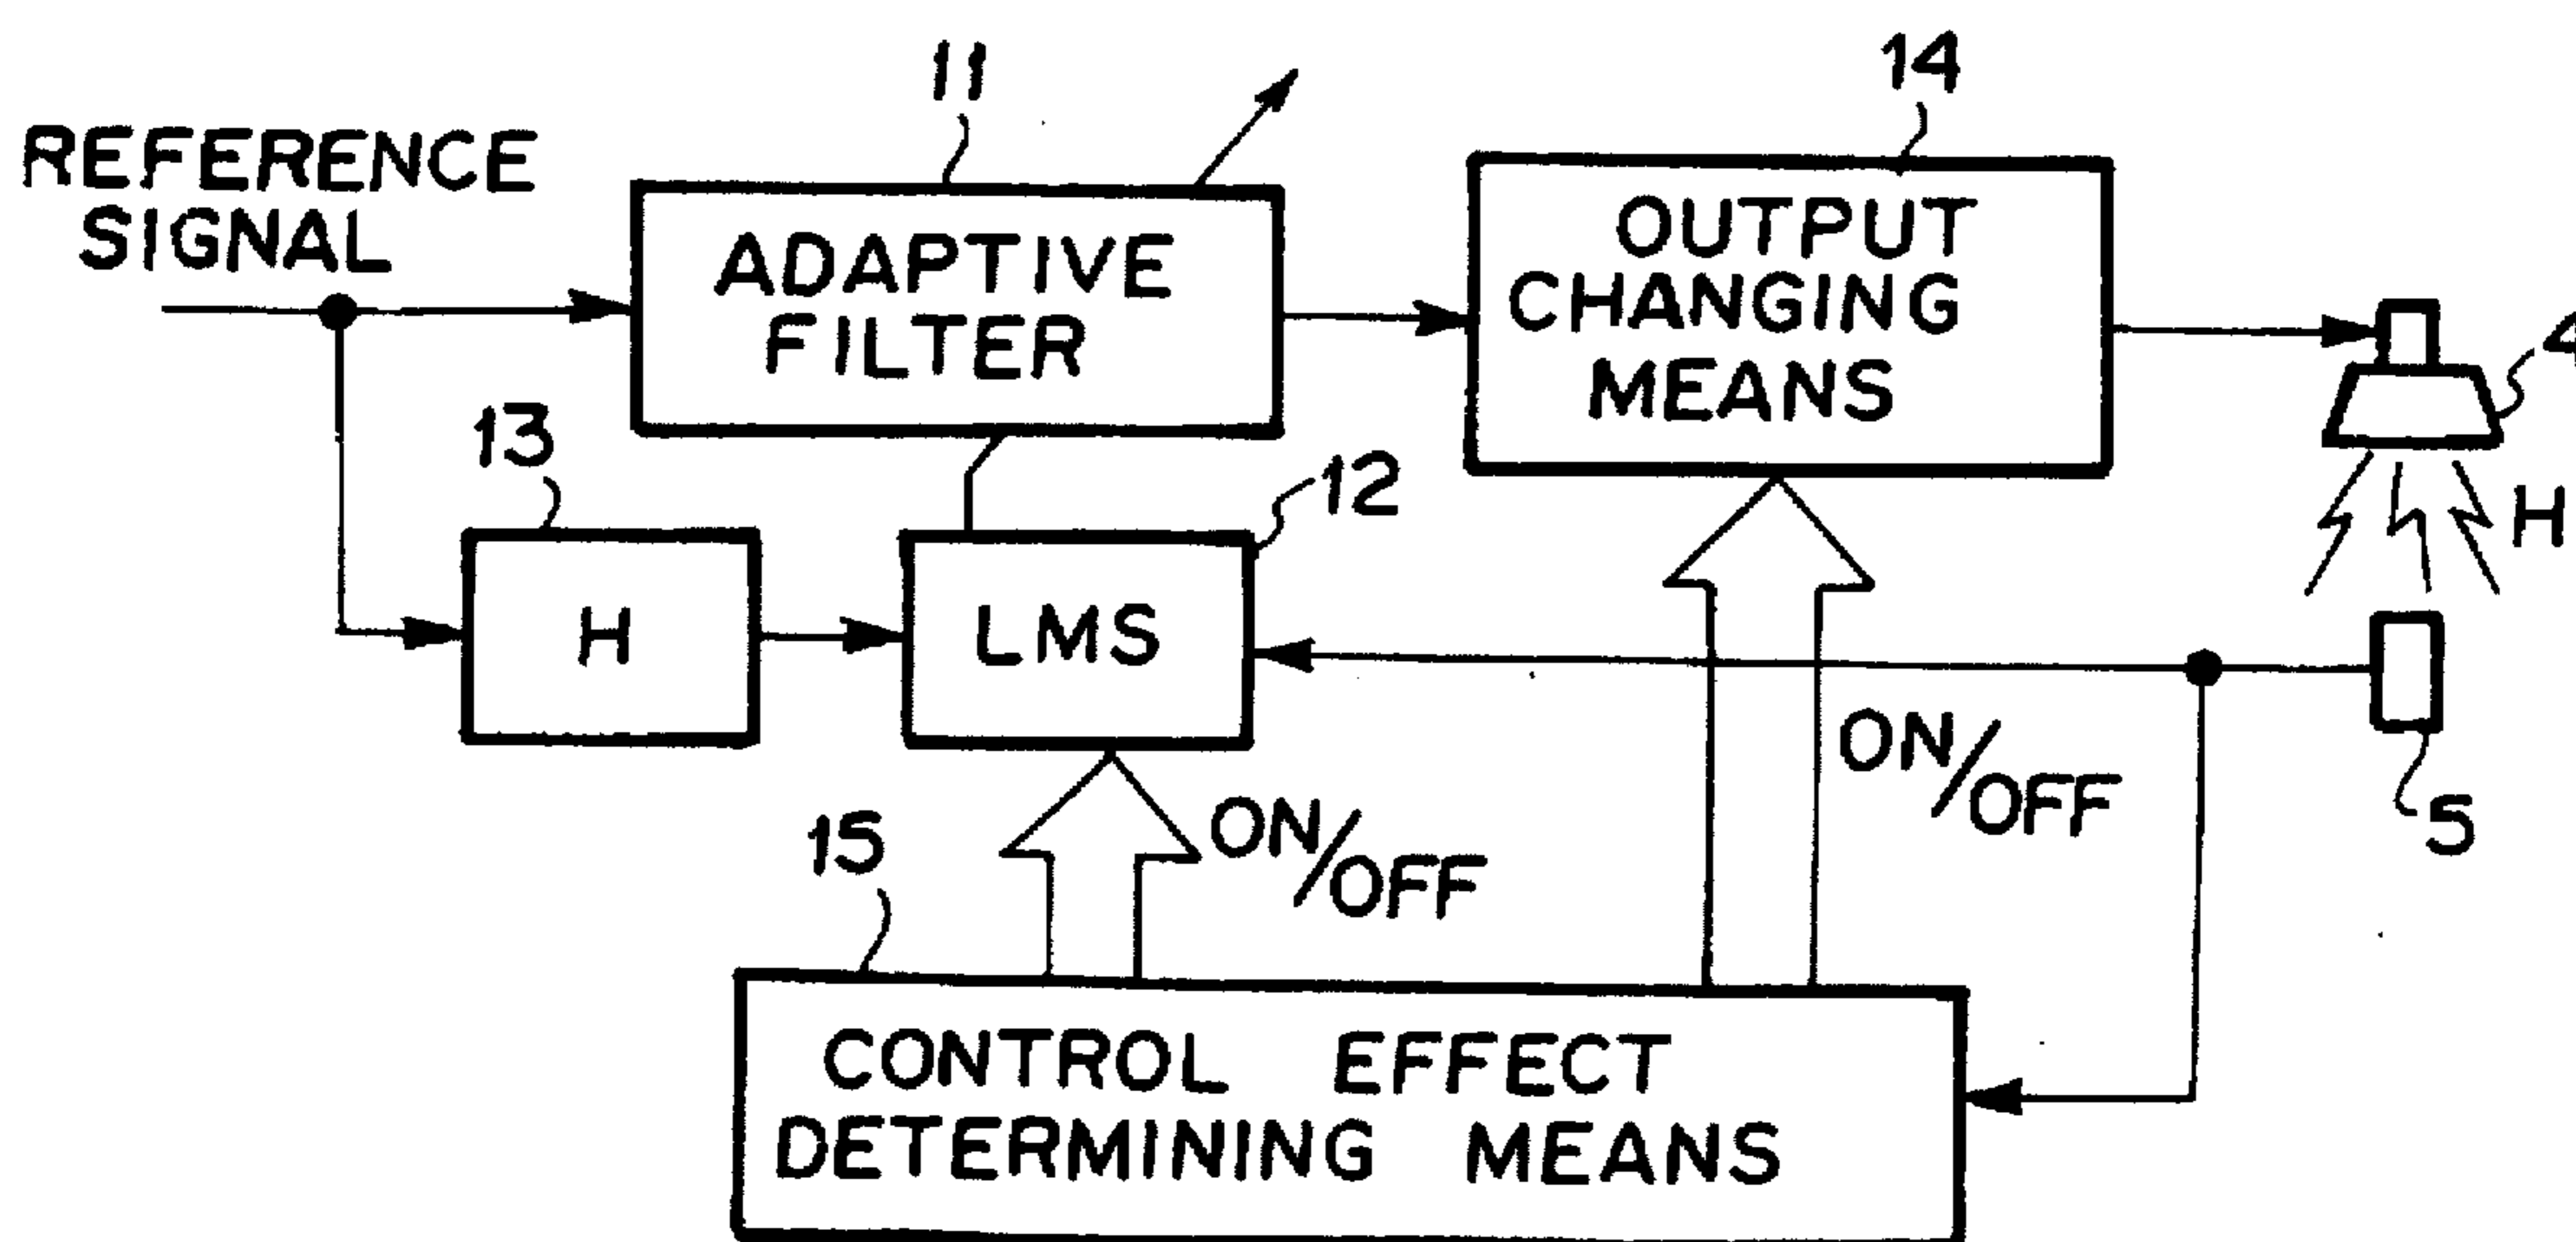 11
14
REFERENCE
SIGNAL
ADAPTIVE
FILTER
OUTPUT
CHANGING
MEANS
4
13
12
H
H
LMS
ON/OFF
5
15
ON/OFF
CONTROL EFFECT
DETERMINING MEANS